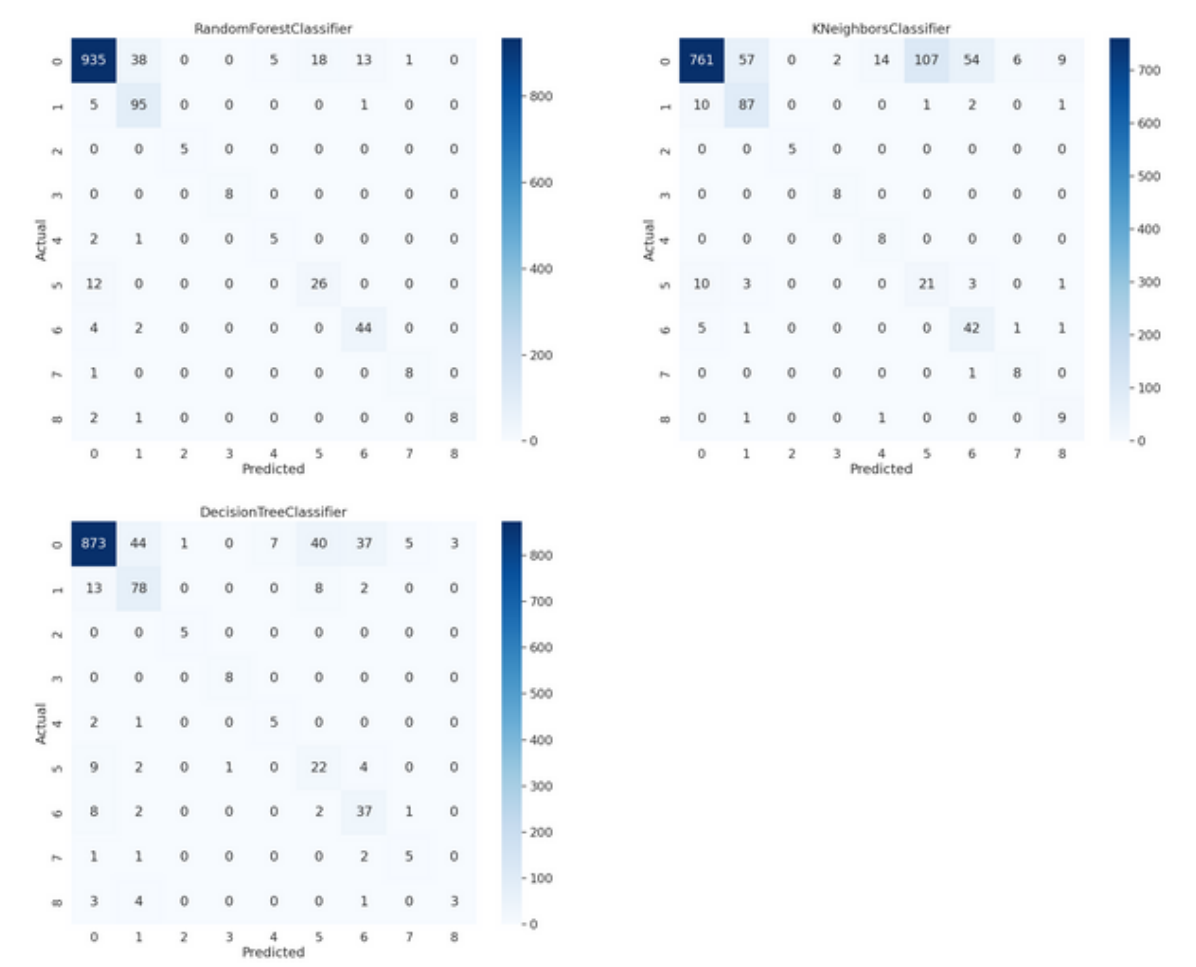 RandomForestClassifier
0 935 38 0 0 5 18 13 1 0
1 5 95 0 0 0 0 1 0 0
2 0 0 5 0 0 0 0 0 0
3 0 0 0 8 0 0 0 0 0
4 2 1 0 0 5 0 0 0 0
5 12 0 0 0 0 26 0 0 0
6 4 2 0 0 0 0 44 0 0
7 1 0 0 0 0 0 0 8 0
8 2 1 0 0 0 0 0 0 8
0 1 2 3 4 5 6 7 8
Actual
Predicted
800
600
400
200
0
KNeighborsClassifier
0 761 57 0 2 14 107 54 6 9
1 10 87 0 0 0 1 2 0 1
2 0 0 5 0 0 0 0 0 0
3 0 0 0 8 0 0 0 0 0
4 0 0 0 0 8 0 0 0 0
5 10 3 0 0 0 21 3 0 1
6 5 1 0 0 0 0 42 1 1
7 0 0 0 0 0 0 1 8 0
8 0 1 0 0 1 0 0 0 9
0 1 2 3 4 5 6 7 8
Actual
Predicted
700
600
500
400
300
200
100
0
DecisionTreeClassifier
0 873 44 1 0 7 40 37 5 3
1 13 78 0 0 0 8 2 0 0
2 0 0 5 0 0 0 0 0 0
3 0 0 0 8 0 0 0 0 0
4 2 1 0 0 5 0 0 0 0
5 9 2 0 1 0 22 4 0 0
6 8 2 0 0 0 2 37 1 0
7 1 1 0 0 0 0 2 5 0
8 3 4 0 0 0 0 1 0 3
0 1 2 3 4 5 6 7 8
Actual
Predicted
800
700
600
500
400
300
200
100
0